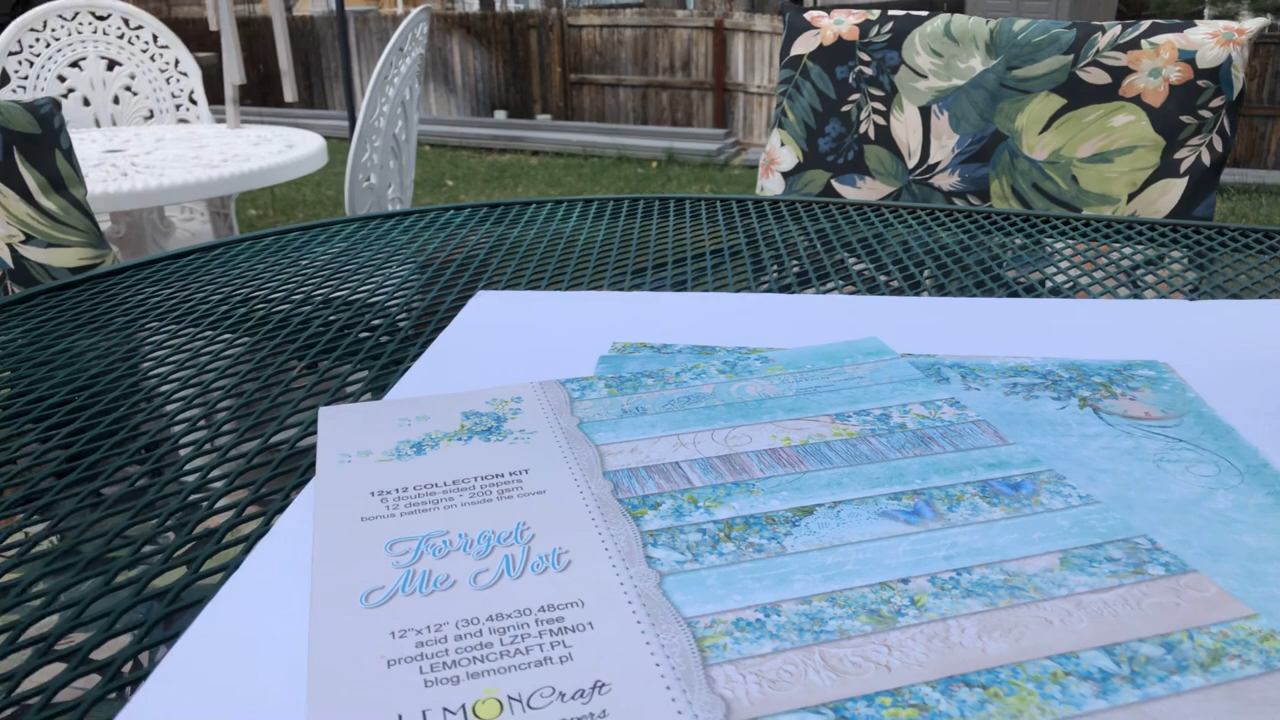 12x12 COLLECTION KIT
6 double-sided papers
12 designs * 200 gsm
bonus pattern on inside the cover
Forget
Me Not
12"x12" (30,48x30,48cm)
acid and lignin free
product code LZP-FMN01
LEMONCRAFT.PL
blog.lemoncraft.pl
LEMONCraft